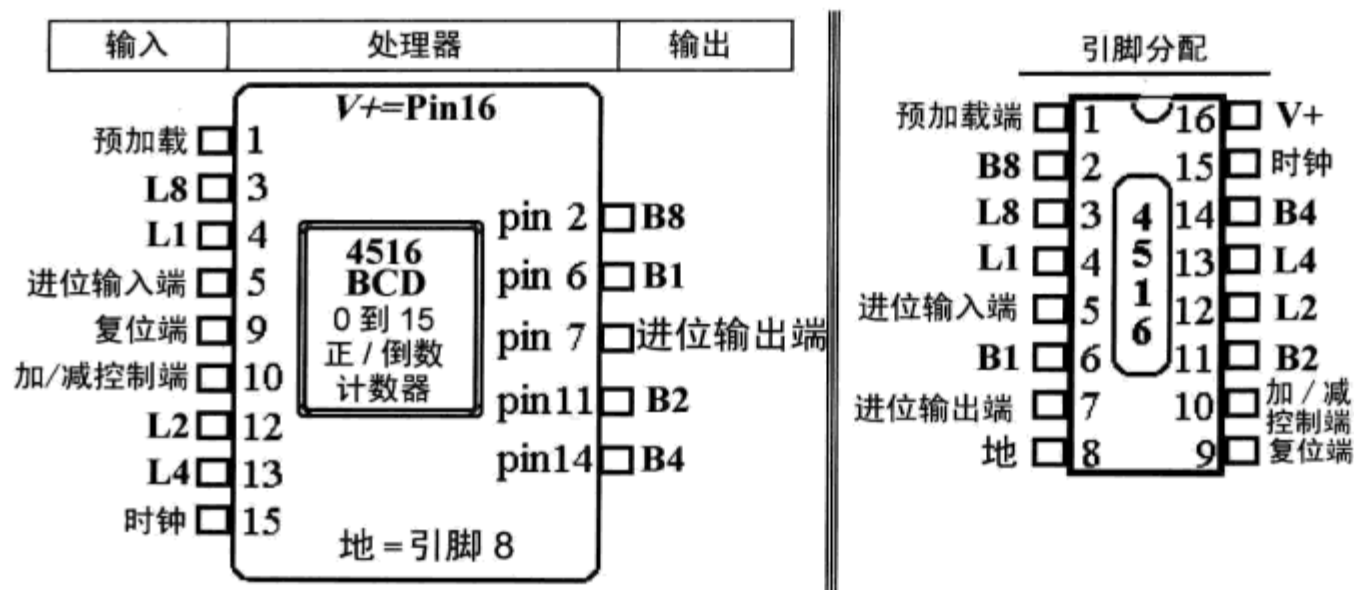 输入 处理器 输出
V+=Pin16
预加载 1
L8 3
L1 4
进位输入端 5
复位端 9
加/减控制端 10
L2 12
L4 13
时钟 15
4516
BCD
0 到 15
正 / 倒数
计数器
pin 2 B8
pin 6 B1
pin 7 进位输出端
pin11 B2
pin14 B4
地 = 引脚 8
引脚分配
预加载端 1 16 V+
B8 2 15 时钟
L8 3 14 B4
L1 4 13 L4
进位输入端 5 12 L2
B1 6 11 B2
进位输出端 7 10 加 / 减
控制端
地 8 9 复位端
4
5
1
6